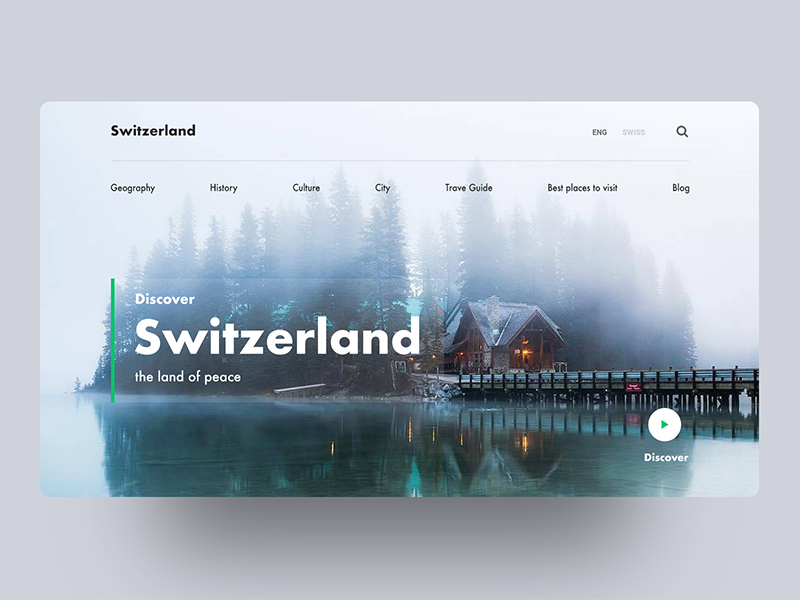 Switzerland
ENG SWISS
Geography History Culture City Trave Guide Best places to visit Blog
Discover
Switzerland
the land of peace
Discover